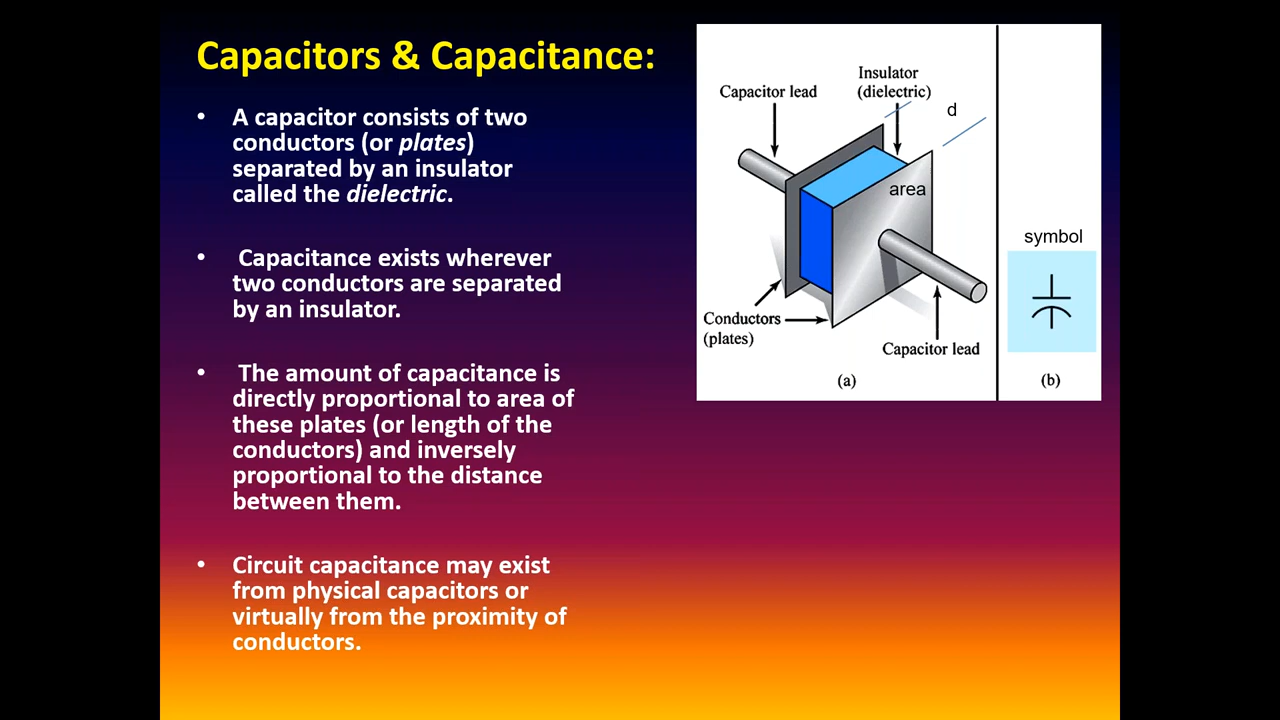 Capacitors & Capacitance:
• A capacitor consists of two
conductors (or plates)
separated by an insulator
called the dielectric.
• Capacitance exists wherever
two conductors are separated
by an insulator.
• The amount of capacitance is
directly proportional to area of
these plates (or length of the
conductors) and inversely
proportional to the distance
between them.
• Circuit capacitance may exist
from physical capacitors or
virtually from the proximity of
conductors.
Capacitor lead
Insulator
(dielectric)
d
area
Conductors
(plates)
Capacitor lead
(a)
symbol
(b)